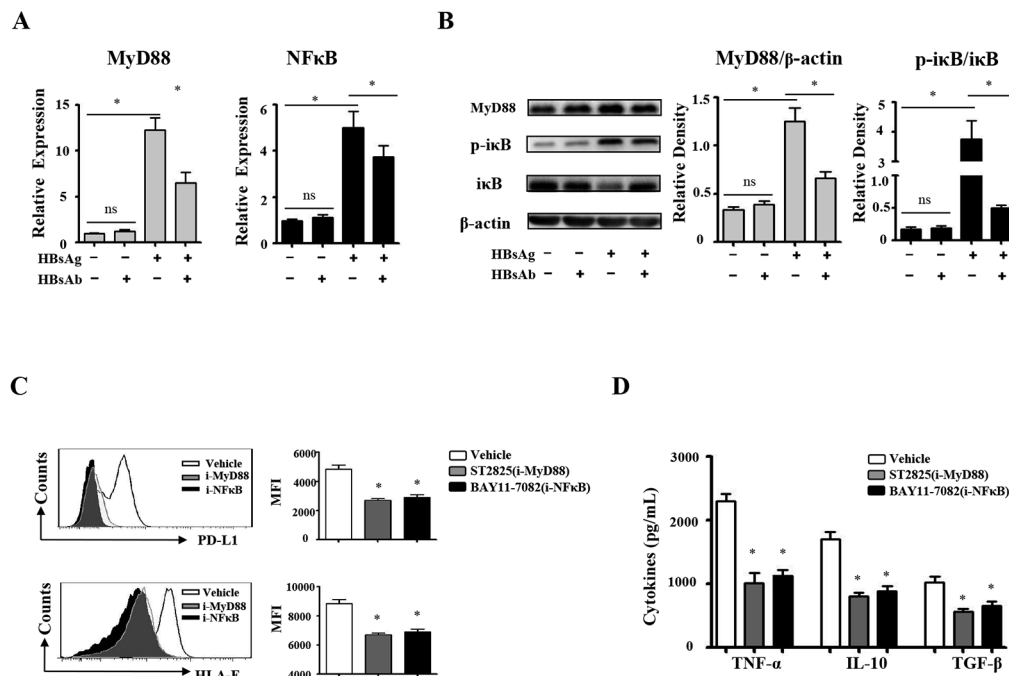 A
MyD88
NFκB
Relative Expression
15
10
5
0
*
*
ns
Relative Expression
6
4
2
0
*
*
ns
HBsAg − − + +
HBsAb − + − +
− − + +
− + − +
B
MyD88
p-iκB
iκB
β-actin
HBsAg − − + +
HBsAb − + − +
MyD88/β-actin
Relative Density
1.5
1.0
0.5
0.0
*
*
ns
− − + +
− + − +
p-iκB/iκB
Relative Density
5
4
3
1.0
0.5
0
*
*
ns
− − + +
− + − +
C
Counts
Vehicle
i-MyD88
i-NFκB
PD-L1
MFI
6000
5000
4000
3000
2000
*
*
Vehicle
ST2825(i-MyD88)
BAY11-7082(i-NFκB)
Counts
Vehicle
i-MyD88
i-NFκB
HLA-E
MFI
10000
8000
6000
4000
*
*
D
Cytokines (pg/mL)
3000
2000
1000
0
Vehicle
ST2825(i-MyD88)
BAY11-7082(i-NFκB)
* *
* *
* *
TNF-α IL-10 TGF-β